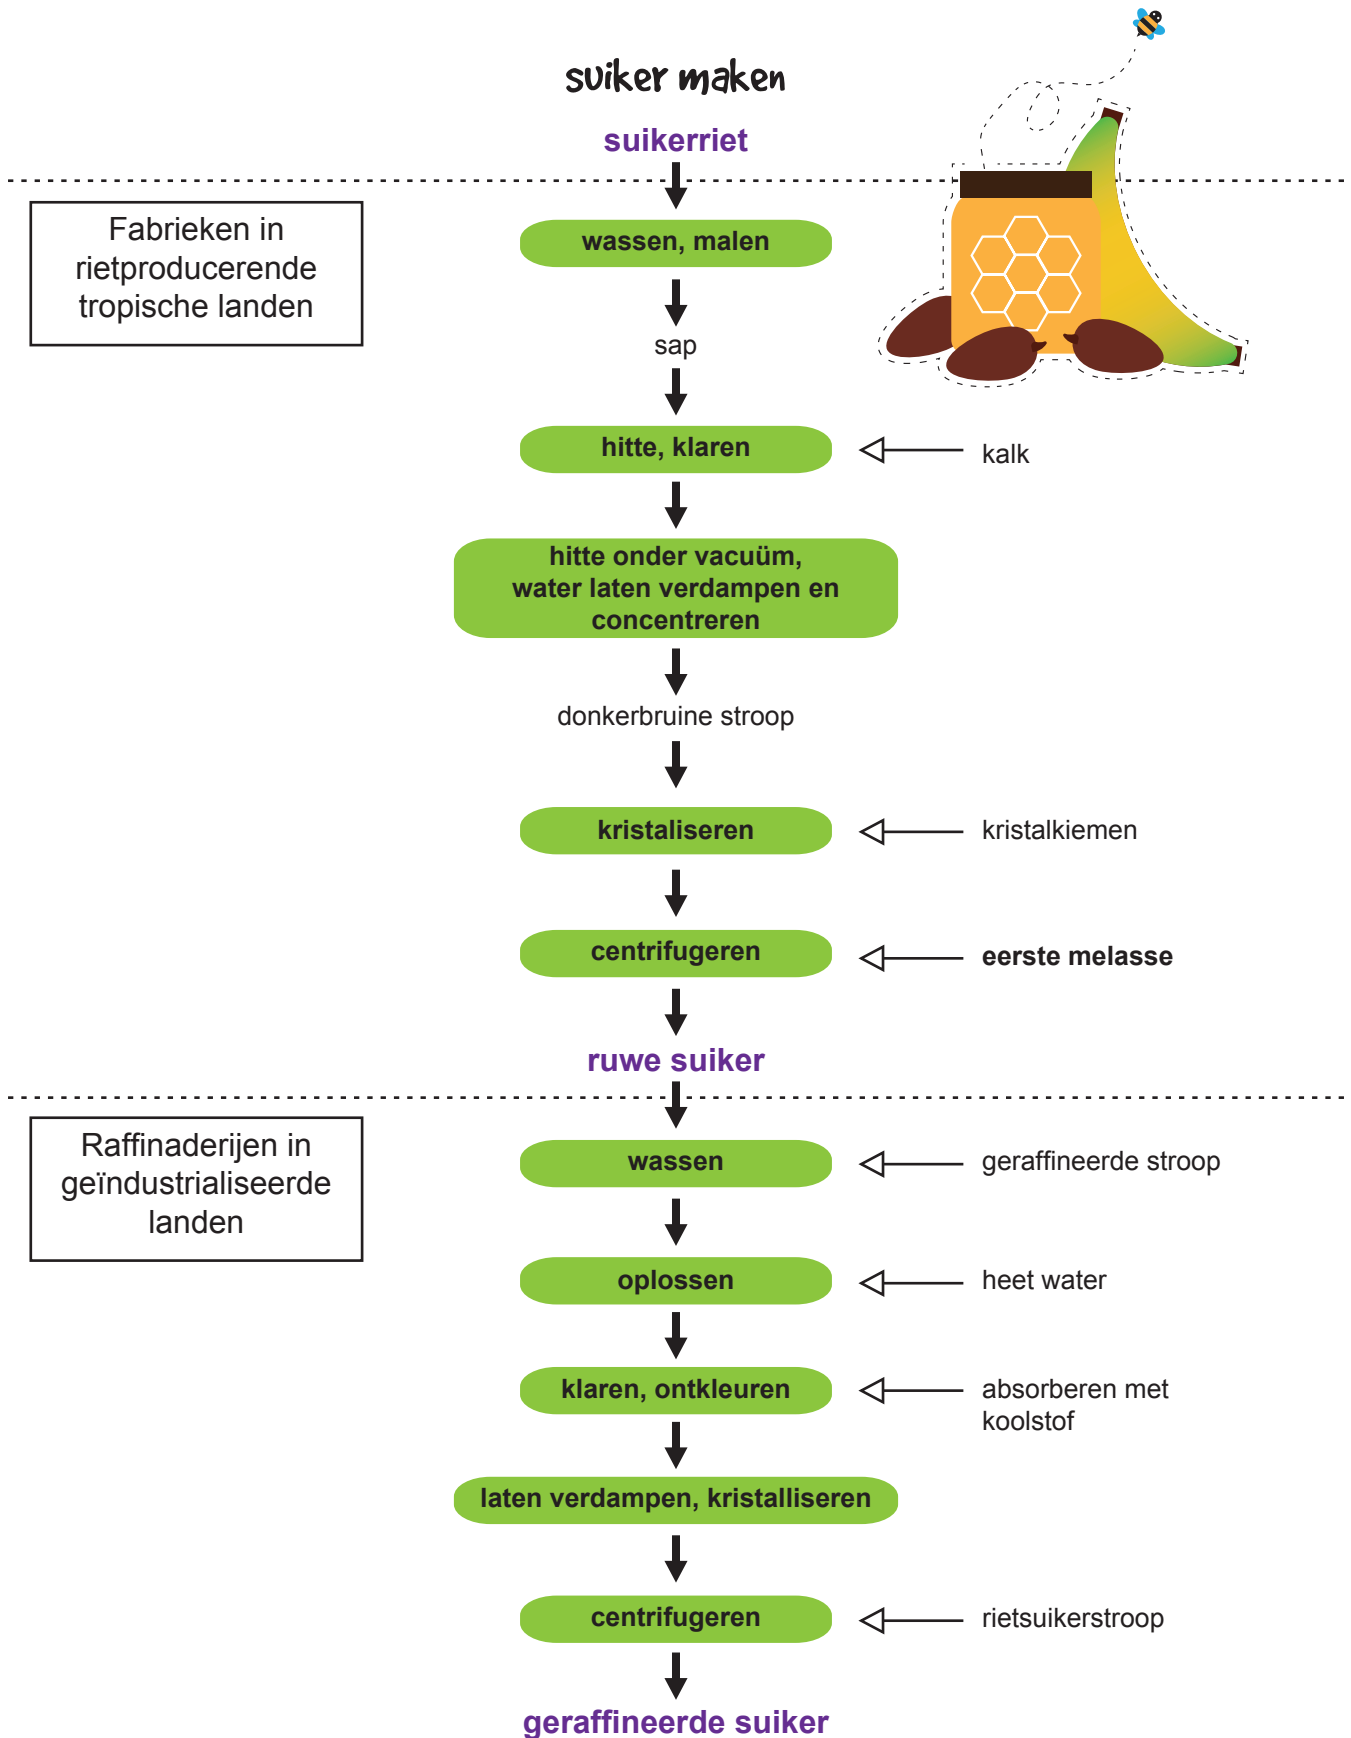 suiker maken
suikerriet
Fabrieken in
rietproducerende
tropische landen
wassen, malen
sap
hitte, klaren
kalk
hitte onder vacuüm,
water laten verdampen en
concentreren
donkerbruine stroop
kristaliseren
kristalkiemen
centrifugeren
eerste melasse
ruwe suiker
Raffinaderijen in
geïndustrialiseerde
landen
wassen
geraffineerde stroop
oplossen
heet water
klaren, ontkleuren
absorberen met
koolstof
laten verdampen, kristalliseren
centrifugeren
rietsuikerstroop
geraffineerde suiker